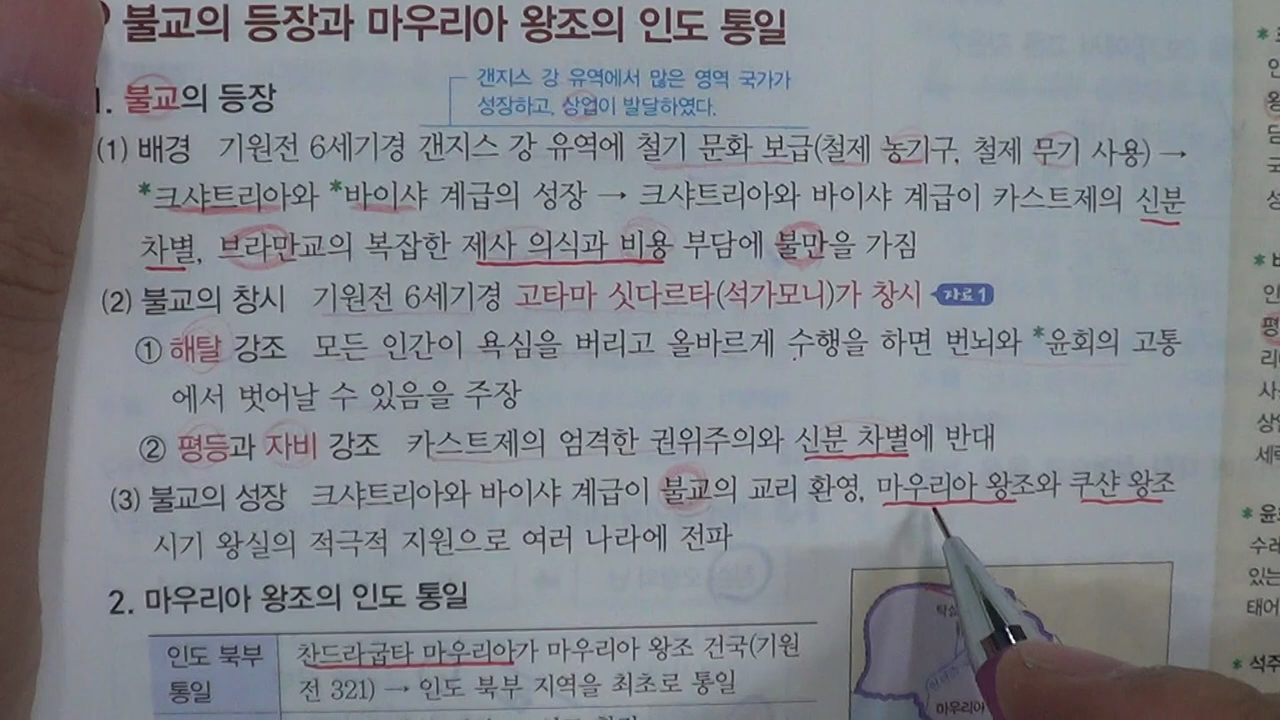 불교의 등장과 마우리아 왕조의 인도 통일
갠지스 강 유역에서 많은 영역 국가가
성장하고, 상업이 발달하였다.
1. 불교의 등장
(1) 배경 기원전 6세기경 갠지스 강 유역에 철기 문화 보급(철제 농기구, 철제 무기 사용) →
*크샤트리아와 *바이샤 계급의 성장 → 크샤트리아와 바이샤 계급이 카스트제의 신분
차별, 브라만교의 복잡한 제사 의식과 비용 부담에 불만을 가짐
(2) 불교의 창시 기원전 6세기경 고타마 싯다르타(석가모니)가 창시 자료 1
① 해탈 강조 모든 인간이 욕심을 버리고 올바르게 수행을 하면 번뇌와 *윤회의 고통
에서 벗어날 수 있음을 주장
② 평등과 자비 강조 카스트제의 엄격한 권위주의와 신분 차별에 반대
(3) 불교의 성장 크샤트리아와 바이샤 계급이 불교의 교리 환영, 마우리아 왕조와 쿠샨 왕조
시기 왕실의 적극적 지원으로 여러 나라에 전파
2. 마우리아 왕조의 인도 통일
인도 북부
통일
찬드라굽타 마우리아가 마우리아 왕조 건국(기원
전 321) → 인도 북부 지역을 최초로 통일
마우리아